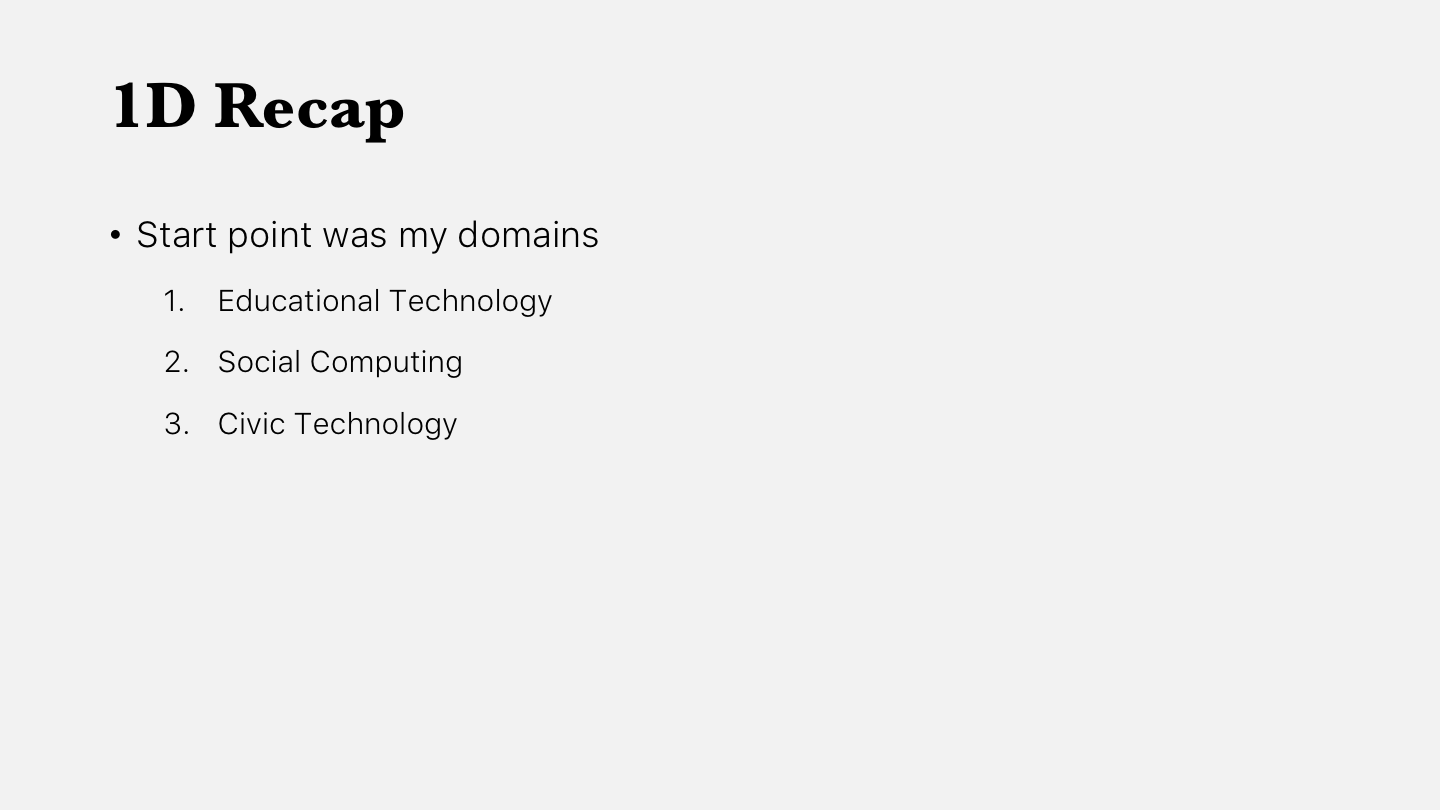 1D Recap
• Start point was my domains
1. Educational Technology
2. Social Computing
3. Civic Technology